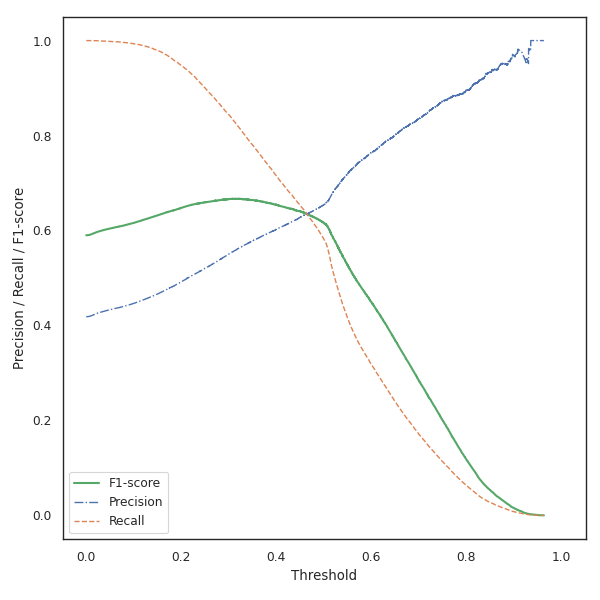 1.0
0.8
0.6
0.4
0.2
0.0
Precision / Recall / F1-score
F1-score
Precision
Recall
0.0 0.2 0.4 0.6 0.8 1.0
Threshold